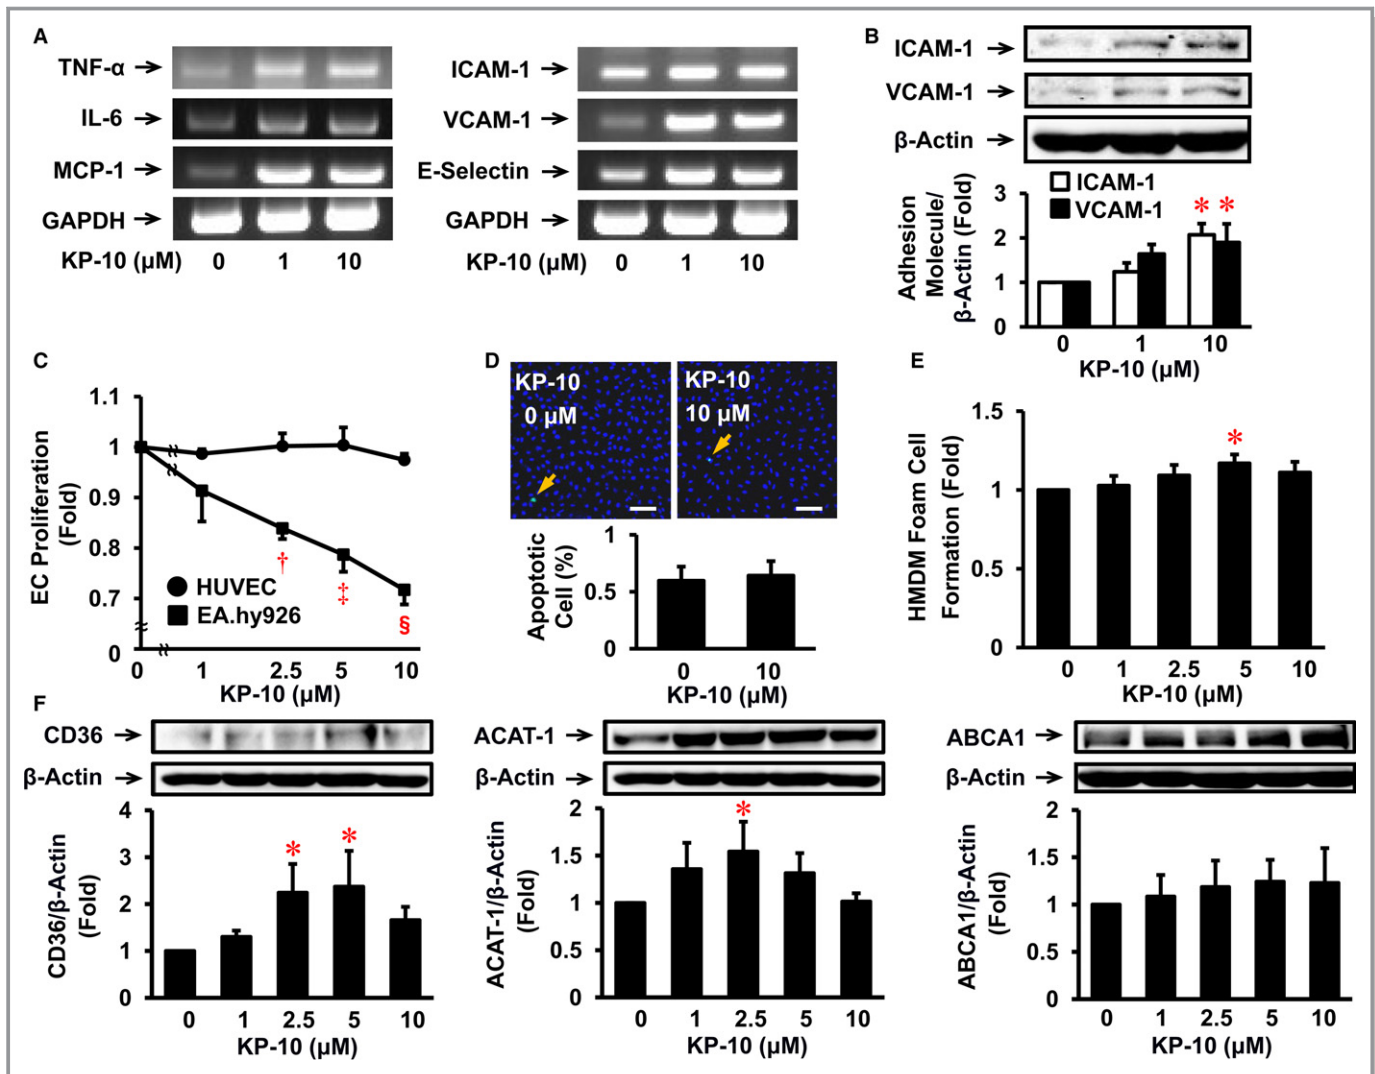 A
TNF-α →
IL-6 →
MCP-1 →
GAPDH →
KP-10 (μM) 0 1 10
ICAM-1 →
VCAM-1 →
E-Selectin →
GAPDH →
KP-10 (μM) 0 1 10
B
ICAM-1 →
VCAM-1 →
β-Actin →
Adhesion
Molecule/
β-Actin (Fold)
3
2
1
0
ICAM-1
VCAM-1
* *
0 1 10
KP-10 (μM)
C
EC Proliferation
(Fold)
1.1
1
0.9
0.8
0.7
0
HUVEC
EA.hy926
†
‡
§
0 1 2.5 5 10
KP-10 (μM)
D
KP-10
0 μM
KP-10
10 μM
Apoptotic
Cell (%)
1
0.5
0
0 10
KP-10 (μM)
E
HMDM Foam Cell
Formation (Fold)
1.5
1
0.5
0
*
0 1 2.5 5 10
KP-10 (μM)
F
CD36 →
β-Actin →
CD36/β-Actin
(Fold)
4
3
2
1
0
* *
0 1 2.5 5 10
KP-10 (μM)
ACAT-1 →
β-Actin →
ACAT-1/β-Actin
(Fold)
2
1.5
1
0.5
0
*
0 1 2.5 5 10
KP-10 (μM)
ABCA1 →
β-Actin →
ABCA1/β-Actin
(Fold)
2
1.5
1
0.5
0
0 1 2.5 5 10
KP-10 (μM)